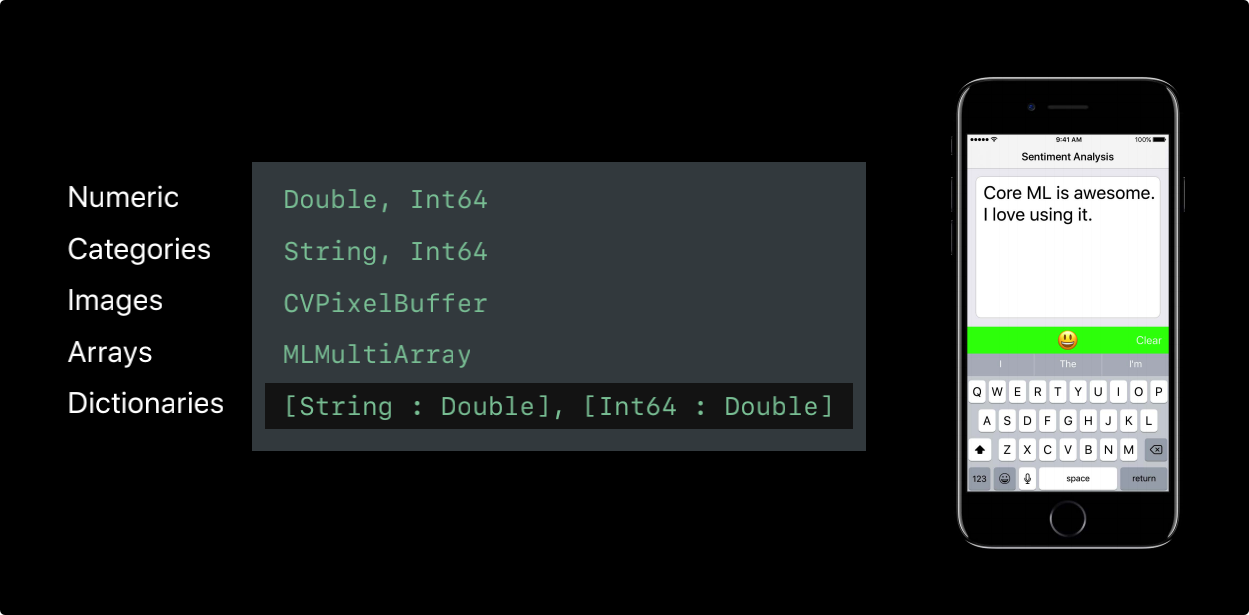 Numeric
Double, Int64
Categories
String, Int64
Images
CVPixelBuffer
Arrays
MLMultiArray
Dictionaries
[String : Double], [Int64 : Double]
9:41 AM
100%
Sentiment Analysis
Core ML is awesome.
I love using it.
Clear
I The I'm
Q W E R T Y U I O P
A S D F G H J K L
Z X C V B N M
123 space return